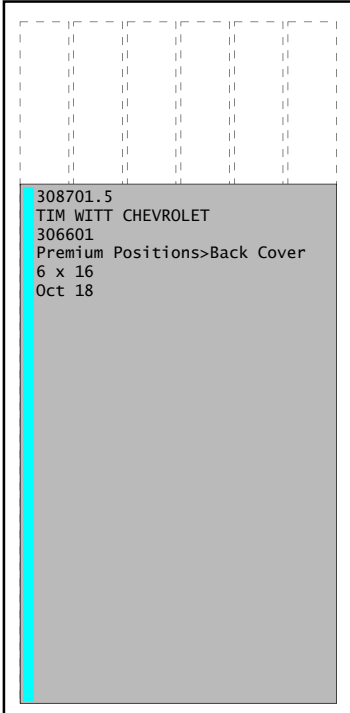 308701.5
TIM WITT CHEVROLET
306601
Premium Positions>Back Cover
6 x 16
Oct 18